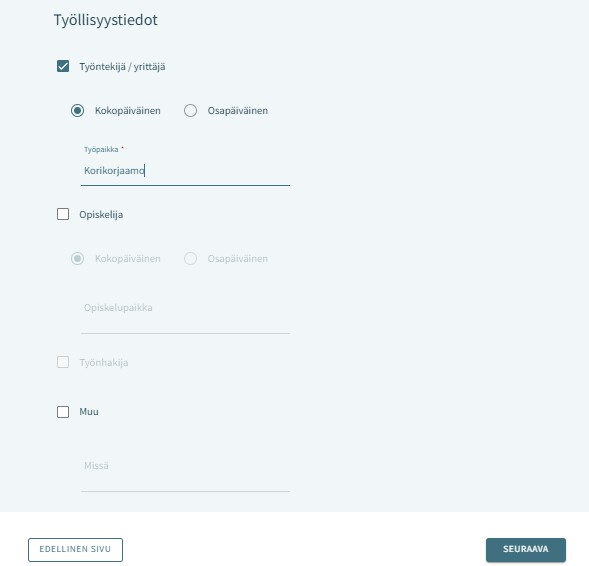 Työllisyystiedot
Työntekijä / yrittäjä
Kokopäiväinen Osapäiväinen
Työpaikka *
Korikorjaamo
Opiskelija
Kokopäiväinen Osapäiväinen
Opiskelupaikka
Työnhakija
Muu
Missä
EDELLINEN SIVU SEURAAVA